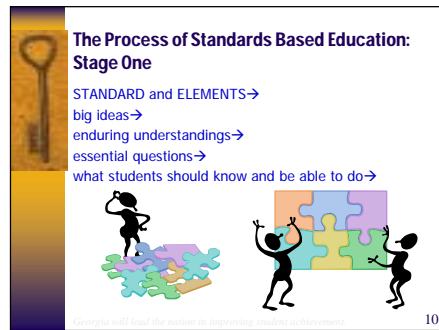 The Process of Standards Based Education:
Stage One
STANDARD and ELEMENTS→
big ideas→
enduring understandings→
essential questions→
what students should know and be able to do→
Georgia will lead the nation in improving student achievement.
10